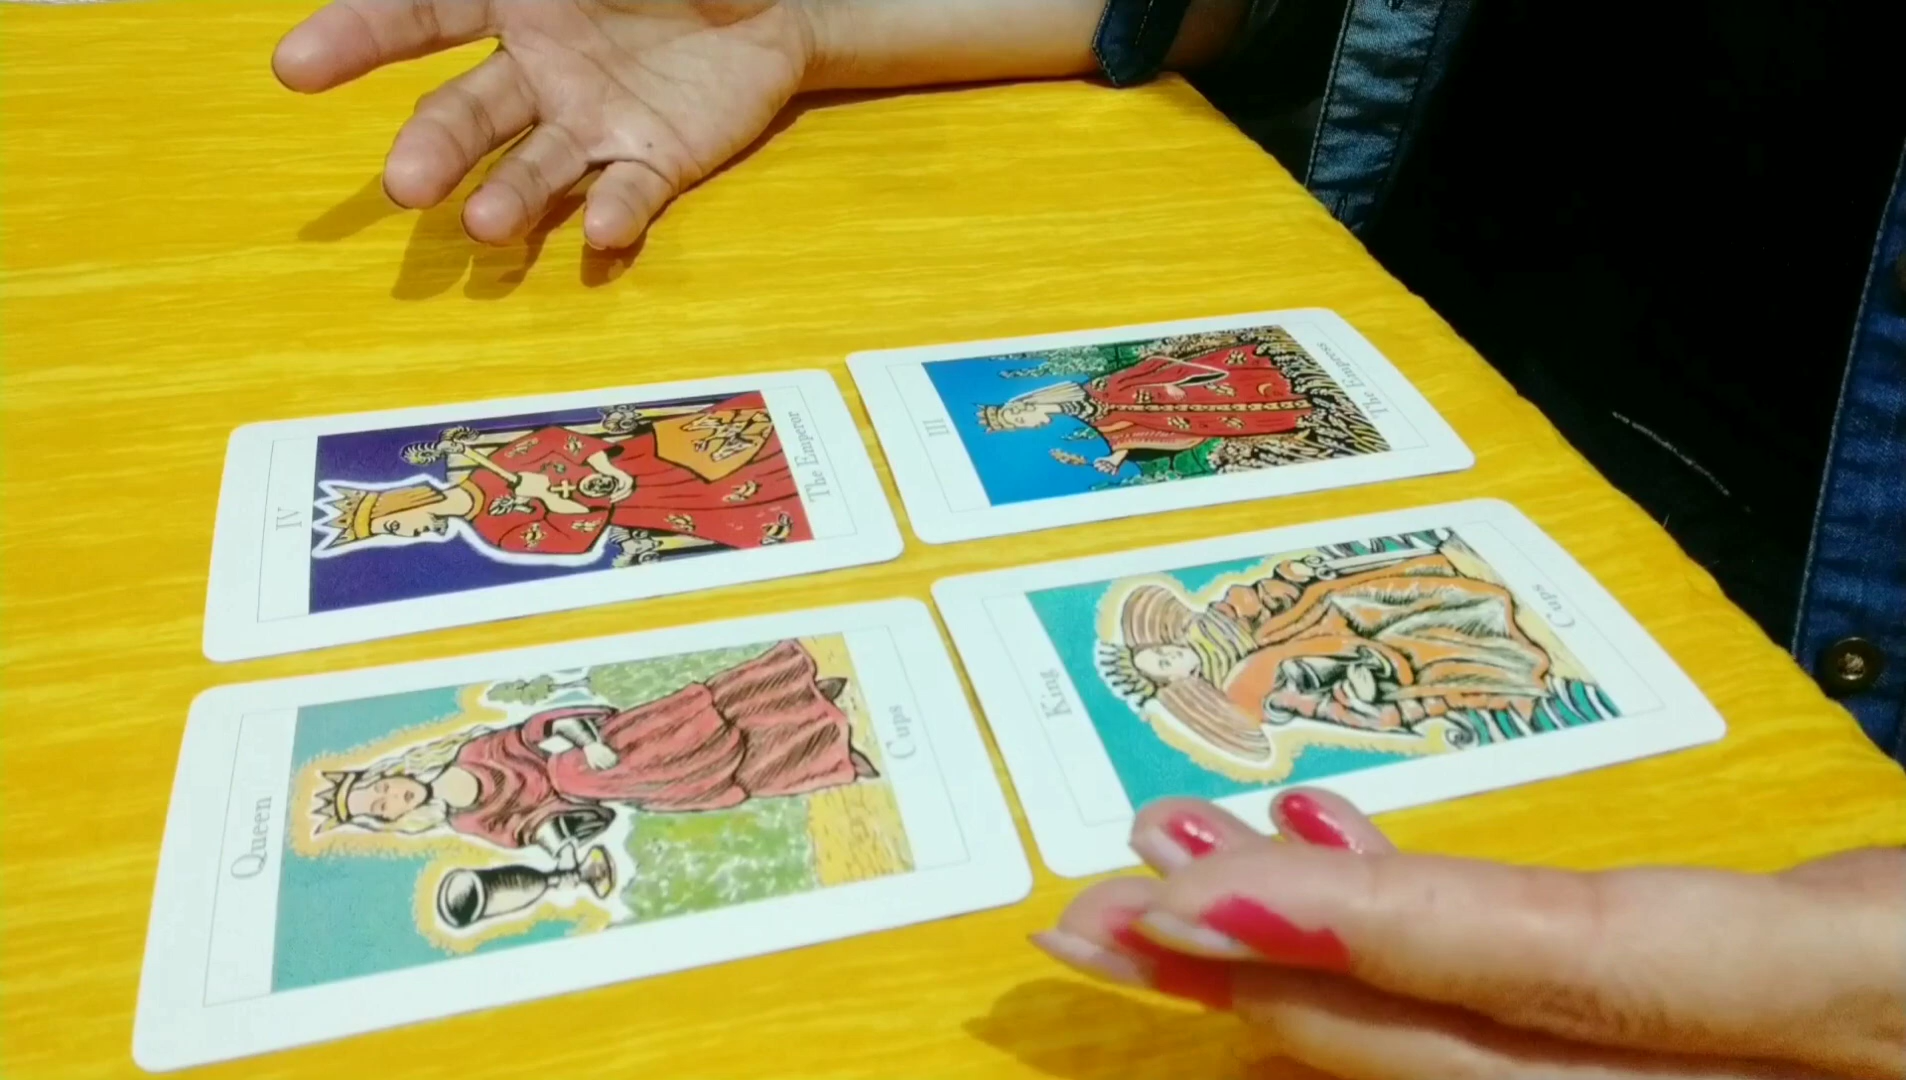 IV
The Emperor
III
The Empress
Queen
Cups
King
Cups